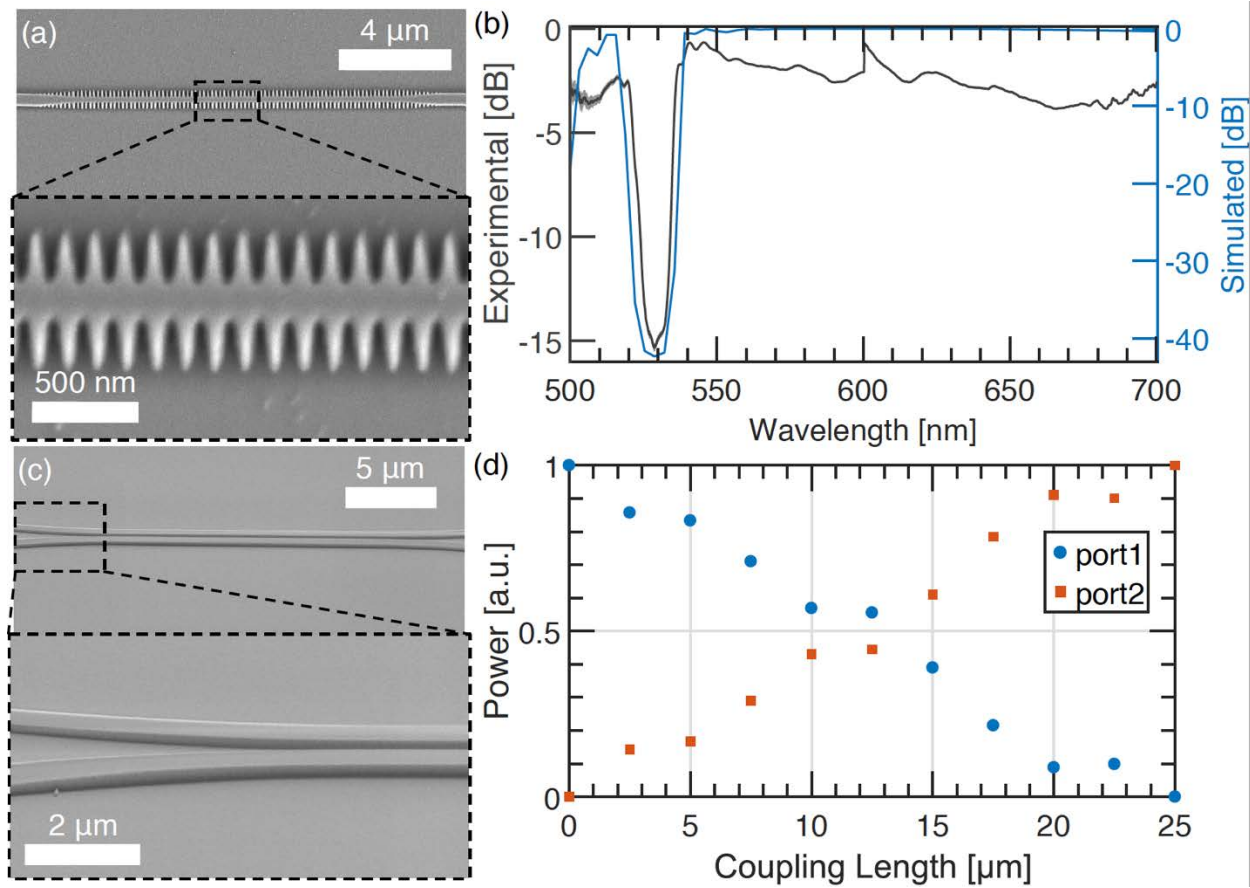 (a)
4 µm
500 nm
(b)
0
-5
-10
-15
Experimental [dB]
500
550
600
650
700
Wavelength [nm]
0
-10
-20
-30
-40
Simulated [dB]
(c)
5 µm
2 µm
(d)
1
0.5
0
Power [a.u.]
port1
port2
0
5
10
15
20
25
Coupling Length [µm]